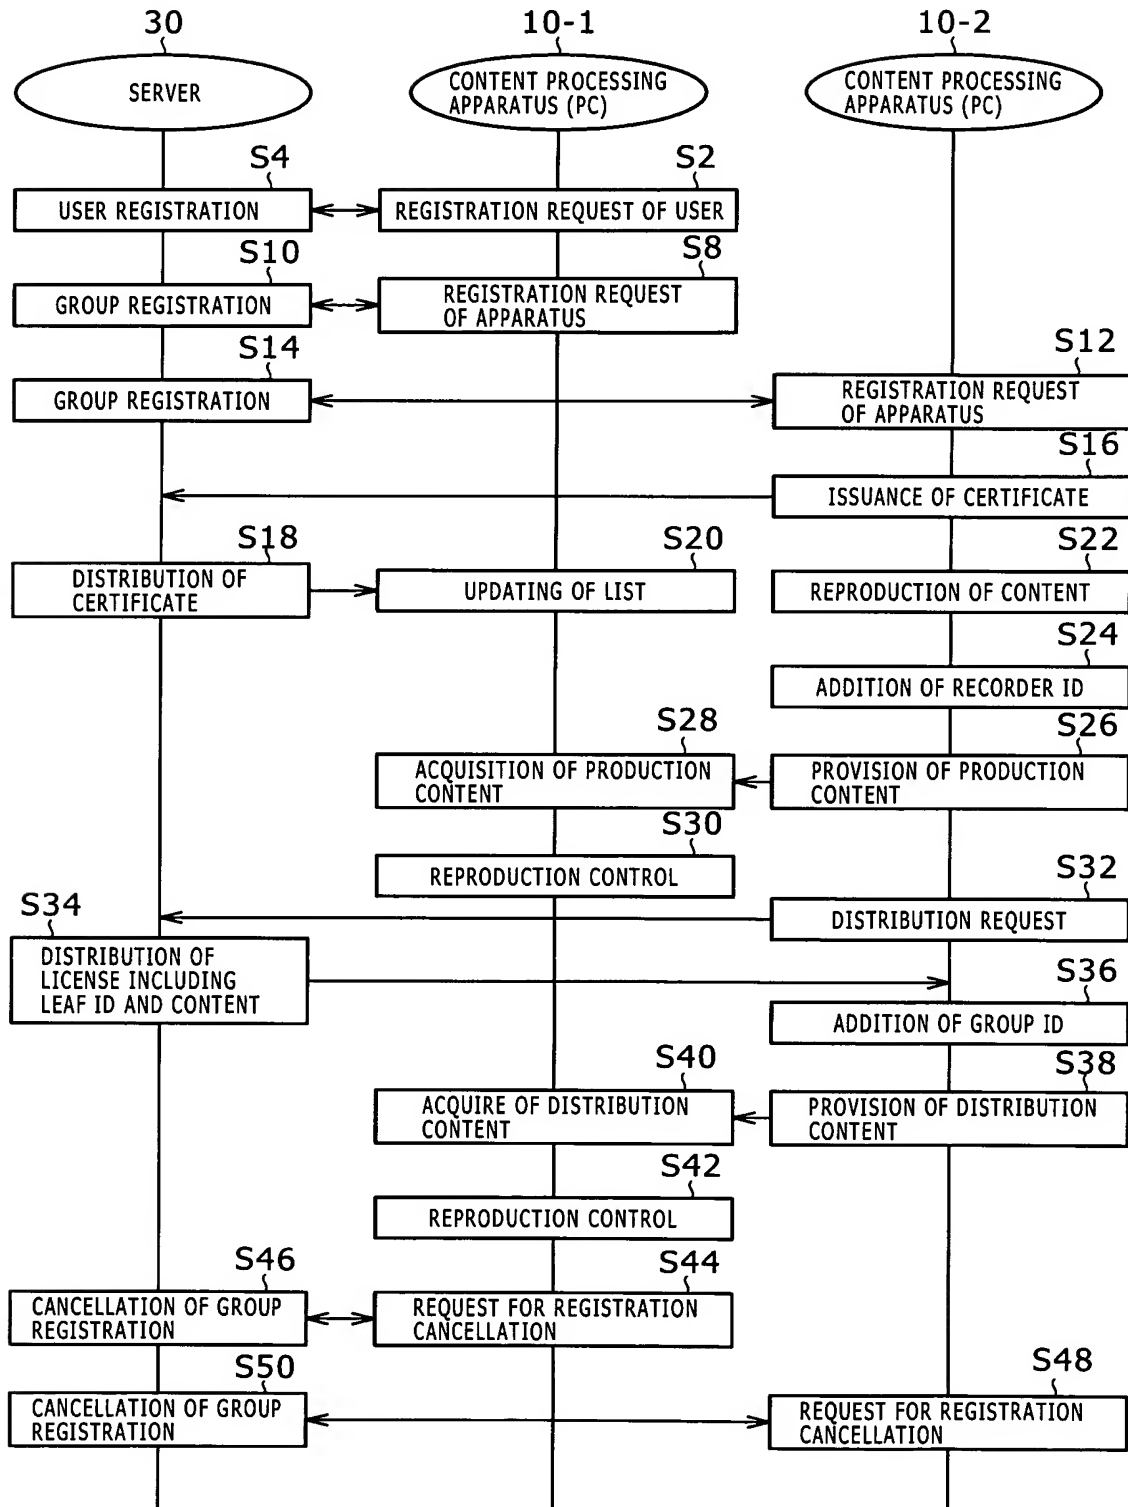 30
10-1
10-2
SERVER
CONTENT PROCESSING
APPARATUS (PC)
CONTENT PROCESSING
APPARATUS (PC)
S4
S2
USER REGISTRATION
REGISTRATION REQUEST OF USER
S10
S8
GROUP REGISTRATION
REGISTRATION REQUEST
OF APPARATUS
S14
S12
GROUP REGISTRATION
REGISTRATION REQUEST
OF APPARATUS
S16
ISSUANCE OF CERTIFICATE
S18
S20
S22
DISTRIBUTION OF
CERTIFICATE
UPDATING OF LIST
REPRODUCTION OF CONTENT
S24
ADDITION OF RECORDER ID
S28
S26
ACQUISITION OF PRODUCTION
CONTENT
PROVISION OF PRODUCTION
CONTENT
S30
REPRODUCTION CONTROL
S32
DISTRIBUTION REQUEST
S34
DISTRIBUTION OF
LICENSE INCLUDING
LEAF ID AND CONTENT
S36
ADDITION OF GROUP ID
S40
S38
ACQUIRE OF DISTRIBUTION
CONTENT
PROVISION OF DISTRIBUTION
CONTENT
S42
REPRODUCTION CONTROL
S46
S44
CANCELLATION OF GROUP
REGISTRATION
REQUEST FOR REGISTRATION
CANCELLATION
S50
S48
CANCELLATION OF GROUP
REGISTRATION
REQUEST FOR REGISTRATION
CANCELLATION